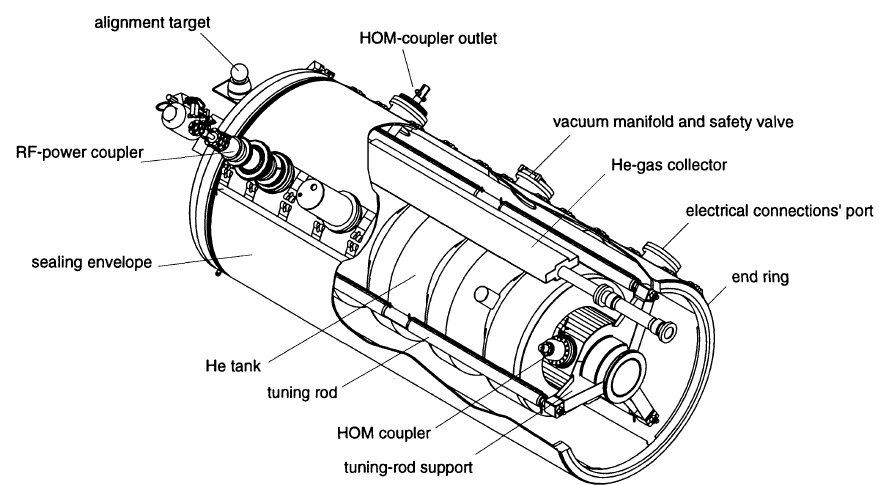 alignment target
HOM-coupler outlet
vacuum manifold and safety valve
RF-power coupler
He-gas collector
electrical connections' port
sealing envelope
end ring
He tank
tuning rod
HOM coupler
tuning-rod support